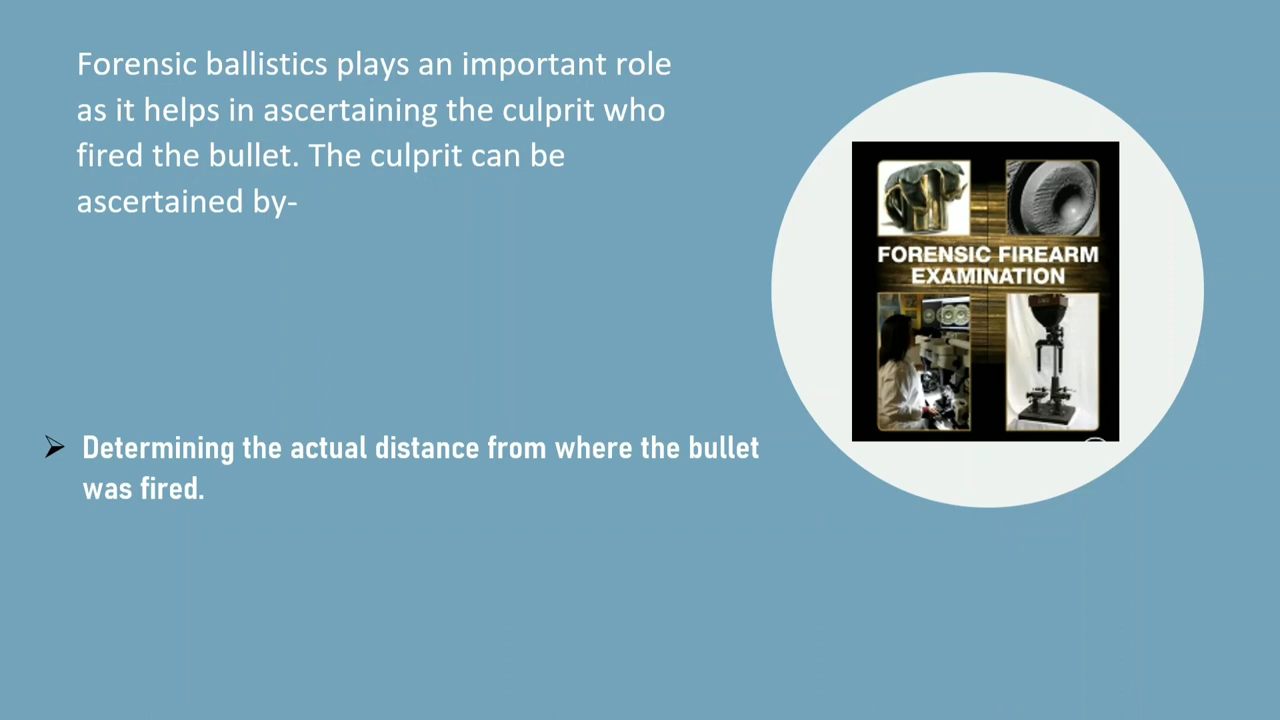 Forensic ballistics plays an important role
as it helps in ascertaining the culprit who
fired the bullet. The culprit can be
ascertained by-
FORENSIC FIREARM
EXAMINATION
➢ Determining the actual distance from where the bullet
was fired.